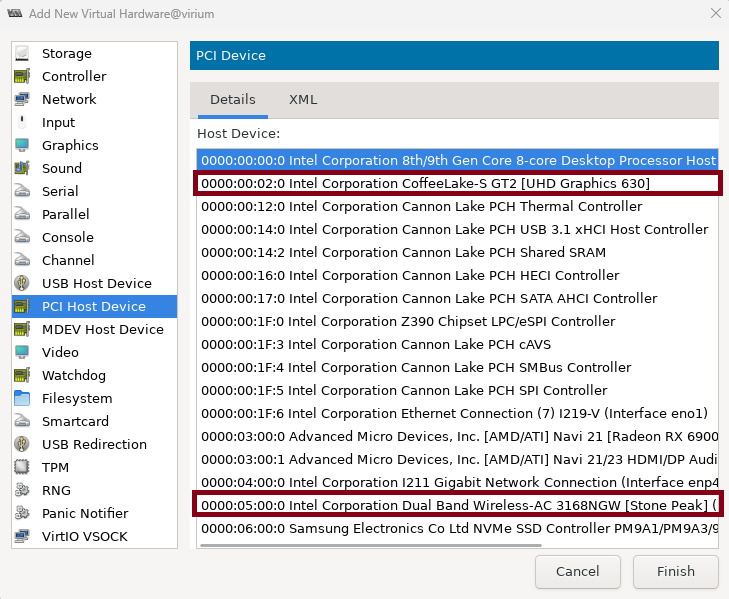 Add New Virtual Hardware@virium
Storage
Controller
Network
Input
Graphics
Sound
Serial
Parallel
Console
Channel
USB Host Device
PCI Host Device
MDEV Host Device
Video
Watchdog
Filesystem
Smartcard
USB Redirection
TPM
RNG
Panic Notifier
VirtIO VSOCK
PCI Device
Details XML
Host Device:
0000:00:00:0 Intel Corporation 8th/9th Gen Core 8-core Desktop Processor Host
0000:00:02:0 Intel Corporation CoffeeLake-S GT2 [UHD Graphics 630]
0000:00:12:0 Intel Corporation Cannon Lake PCH Thermal Controller
0000:00:14:0 Intel Corporation Cannon Lake PCH USB 3.1 xHCI Host Controller
0000:00:14:2 Intel Corporation Cannon Lake PCH Shared SRAM
0000:00:16:0 Intel Corporation Cannon Lake PCH HECI Controller
0000:00:17:0 Intel Corporation Cannon Lake PCH SATA AHCI Controller
0000:00:1F:0 Intel Corporation Z390 Chipset LPC/eSPI Controller
0000:00:1F:3 Intel Corporation Cannon Lake PCH cAVS
0000:00:1F:4 Intel Corporation Cannon Lake PCH SMBus Controller
0000:00:1F:5 Intel Corporation Cannon Lake PCH SPI Controller
0000:00:1F:6 Intel Corporation Ethernet Connection (7) I219-V (Interface eno1)
0000:03:00:0 Advanced Micro Devices, Inc. [AMD/ATI] Navi 21 [Radeon RX 6900
0000:03:00:1 Advanced Micro Devices, Inc. [AMD/ATI] Navi 21/23 HDMI/DP Audi
0000:04:00:0 Intel Corporation I211 Gigabit Network Connection (Interface enp4
0000:05:00:0 Intel Corporation Dual Band Wireless-AC 3168NGW [Stone Peak] (
0000:06:00:0 Samsung Electronics Co Ltd NVMe SSD Controller PM9A1/PM9A3/9
Cancel Finish